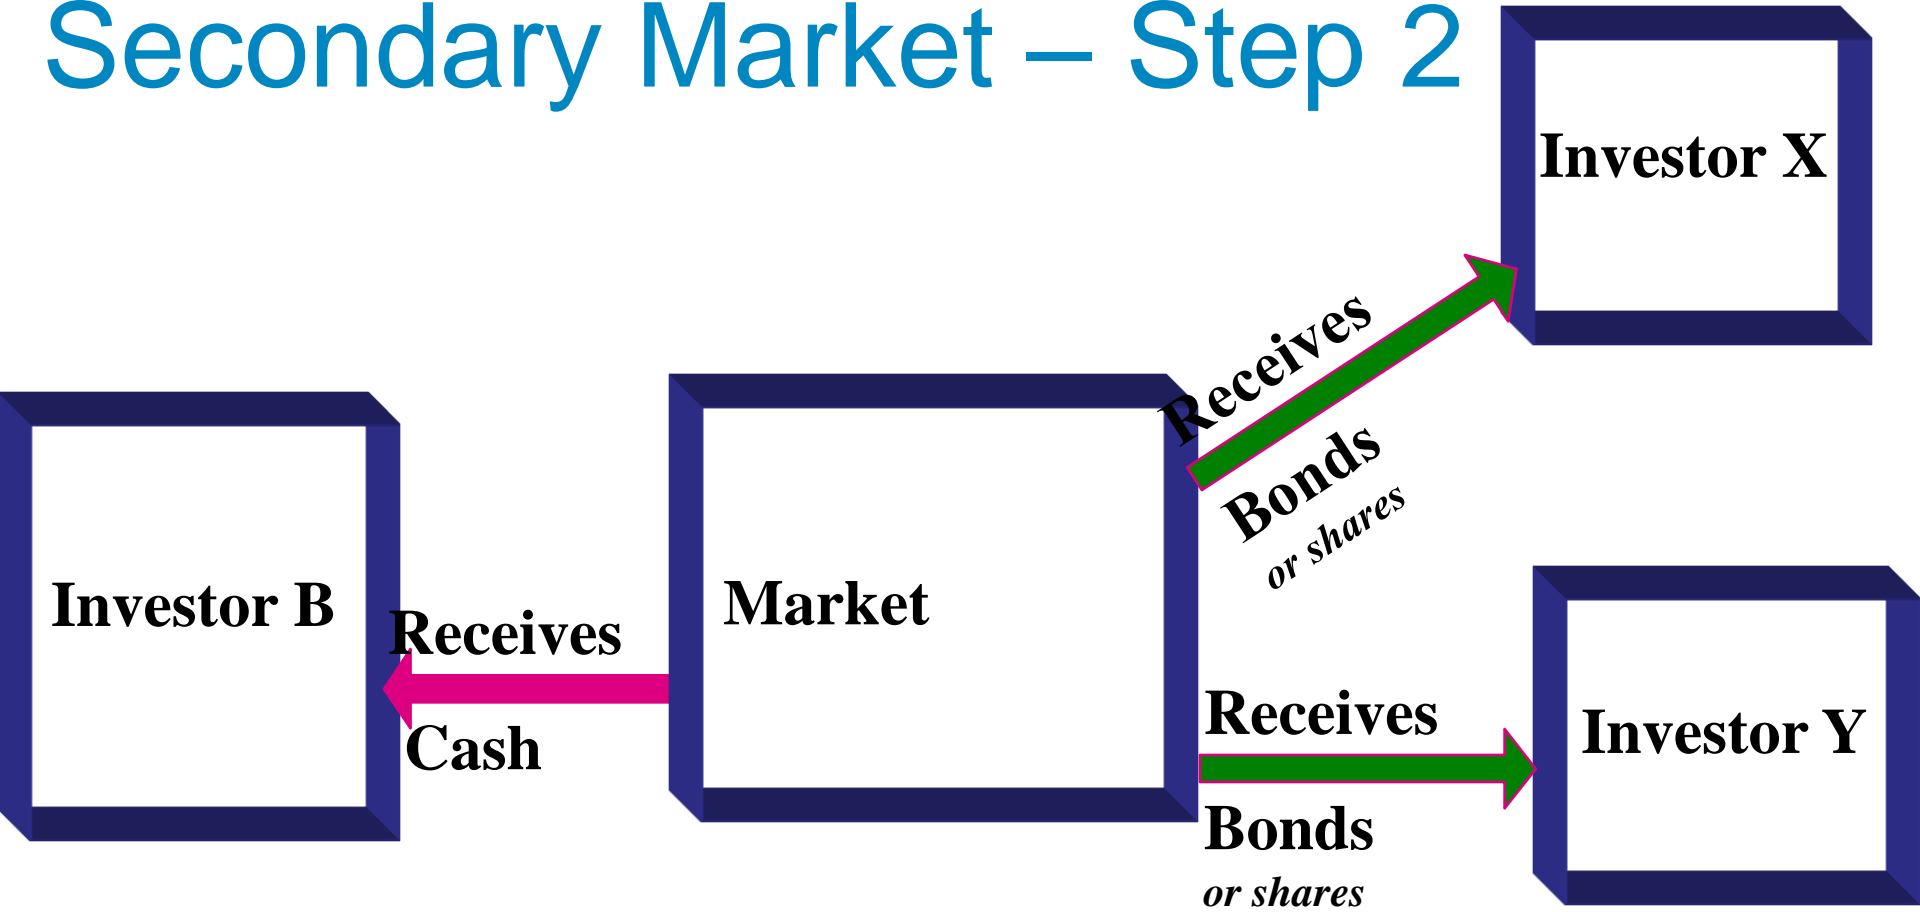 Secondary Market – Step 2
Investor X
Receives
Bonds
or shares
Investor B
Receives
Cash
Market
Receives
Bonds
or shares
Investor Y